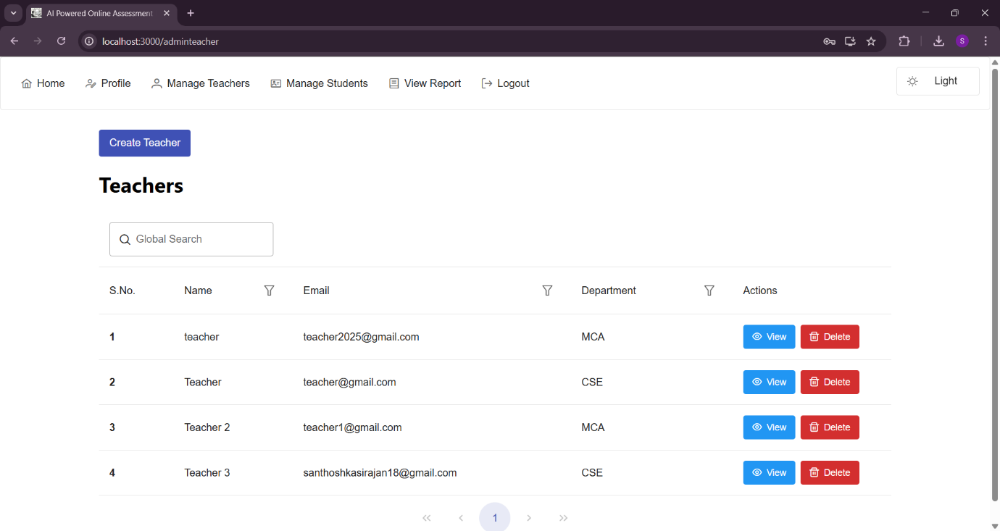 AI Powered Online Assessment
localhost:3000/adminteacher
S
Home Profile Manage Teachers Manage Students View Report Logout Light
Create Teacher
Teachers
Global Search
S.No. Name Email Department Actions
1 teacher teacher2025@gmail.com MCA View Delete
2 Teacher teacher@gmail.com CSE View Delete
3 Teacher 2 teacher1@gmail.com MCA View Delete
4 Teacher 3 santhoshkasirajan18@gmail.com CSE View Delete
1